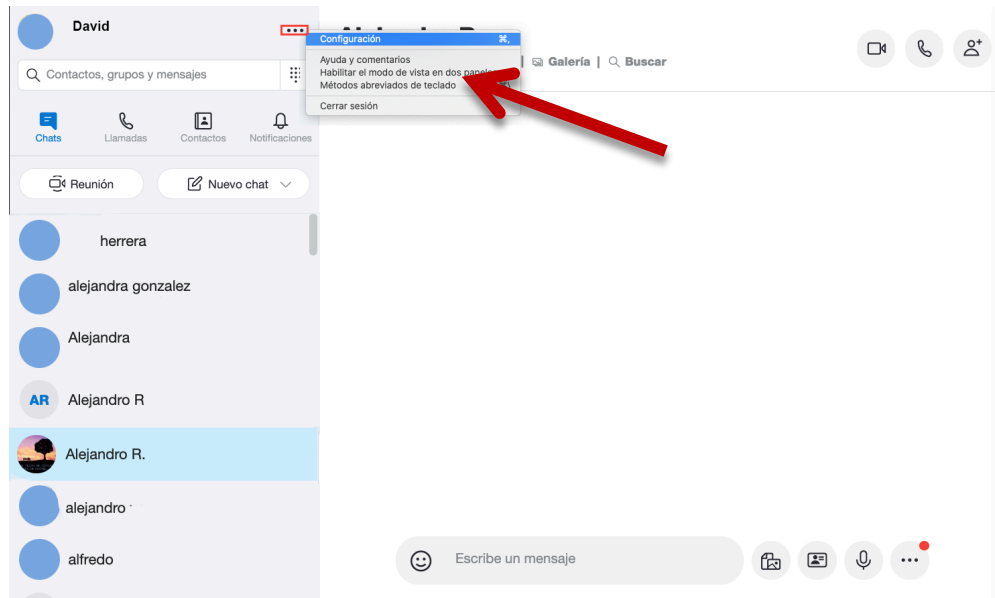 David
Contactos, grupos y mensajes
Chats
Llamadas
Contactos
Notificaciones
Reunión
Nuevo chat
herrera
alejandra gonzalez
Alejandra
AR
Alejandro R
Alejandro R.
alejandro
alfredo
Configuración ⌘,
Ayuda y comentarios
Habilitar el modo de vista en dos paneles
Métodos abreviados de teclado
Cerrar sesión
| Galería | Buscar
Escribe un mensaje